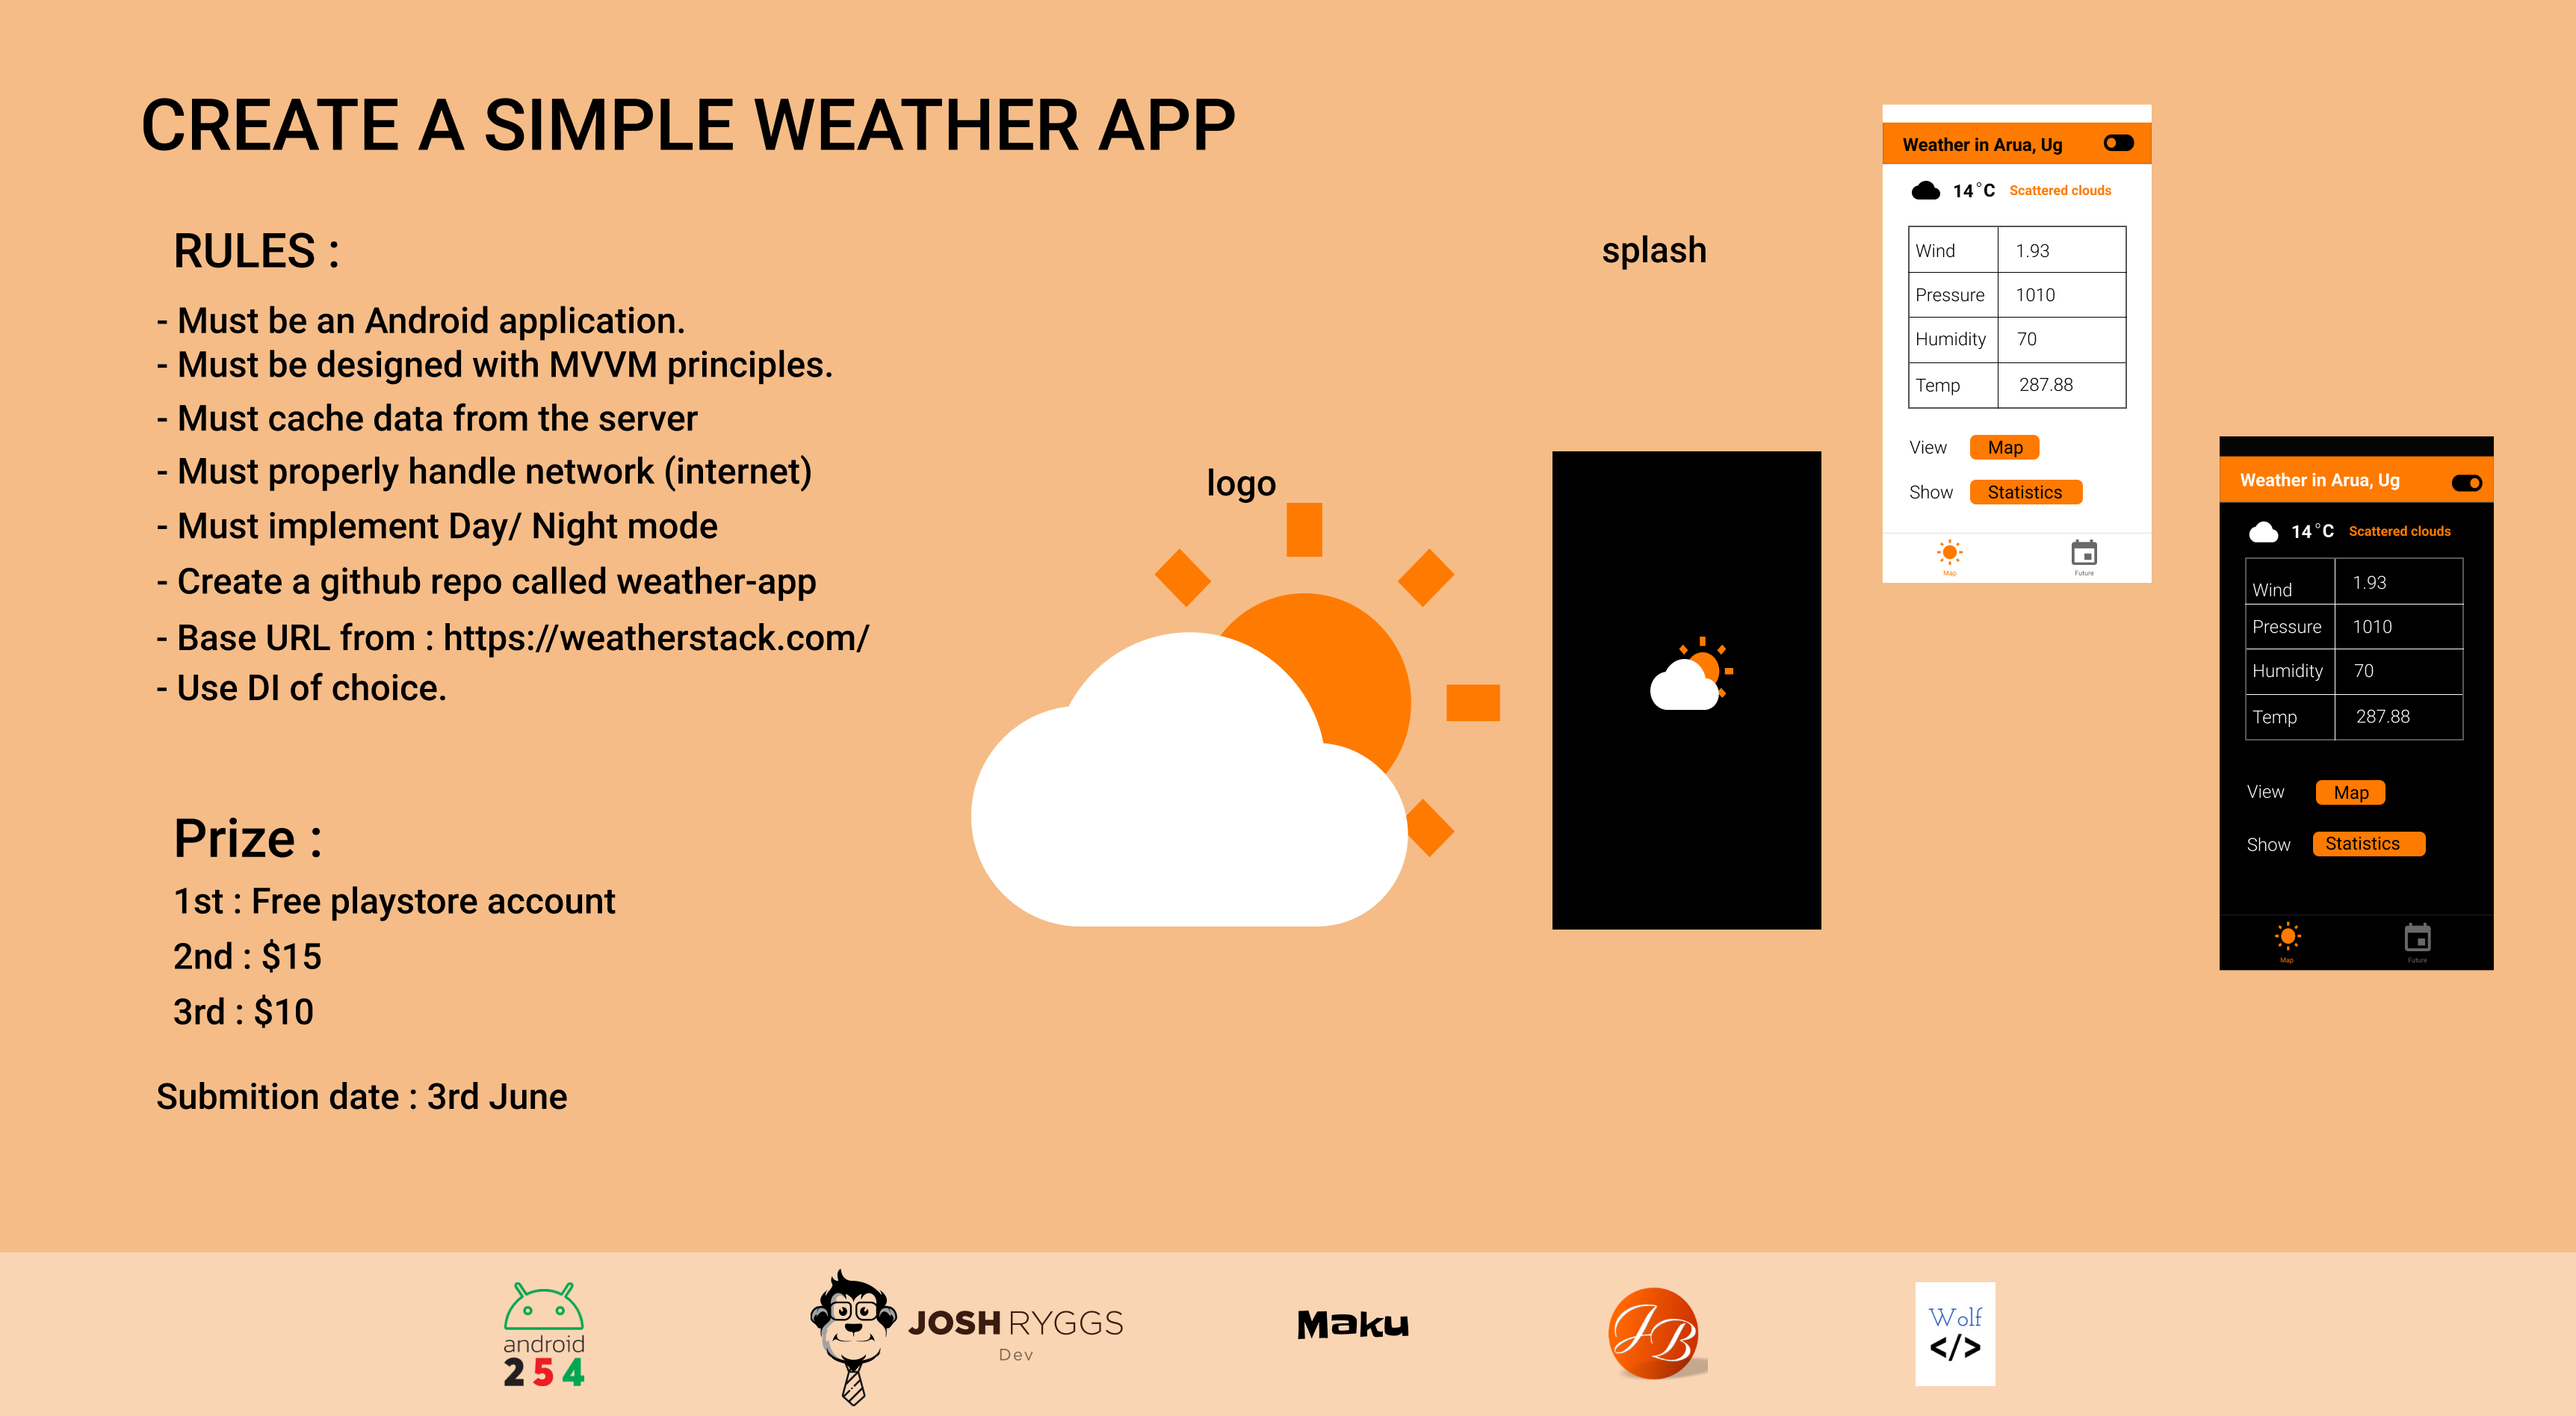 CREATE A SIMPLE WEATHER APP
RULES :
- Must be an Android application.
- Must be designed with MVVM principles.
- Must cache data from the server
- Must properly handle network (internet)
- Must implement Day/ Night mode
- Create a github repo called weather-app
- Base URL from : https://weatherstack.com/
- Use DI of choice.
Prize :
1st : Free playstore account
2nd : $15
3rd : $10
Submition date : 3rd June
logo
splash
Weather in Arua, Ug
14°C Scattered clouds
Wind 1.93
Pressure 1010
Humidity 70
Temp 287.88
View Map
Show Statistics
Map Future
Weather in Arua, Ug
14°C Scattered clouds
Wind 1.93
Pressure 1010
Humidity 70
Temp 287.88
View Map
Show Statistics
Map Future
android
254
JOSH RYGGS
Dev
Maku
JB
Wolf
</>